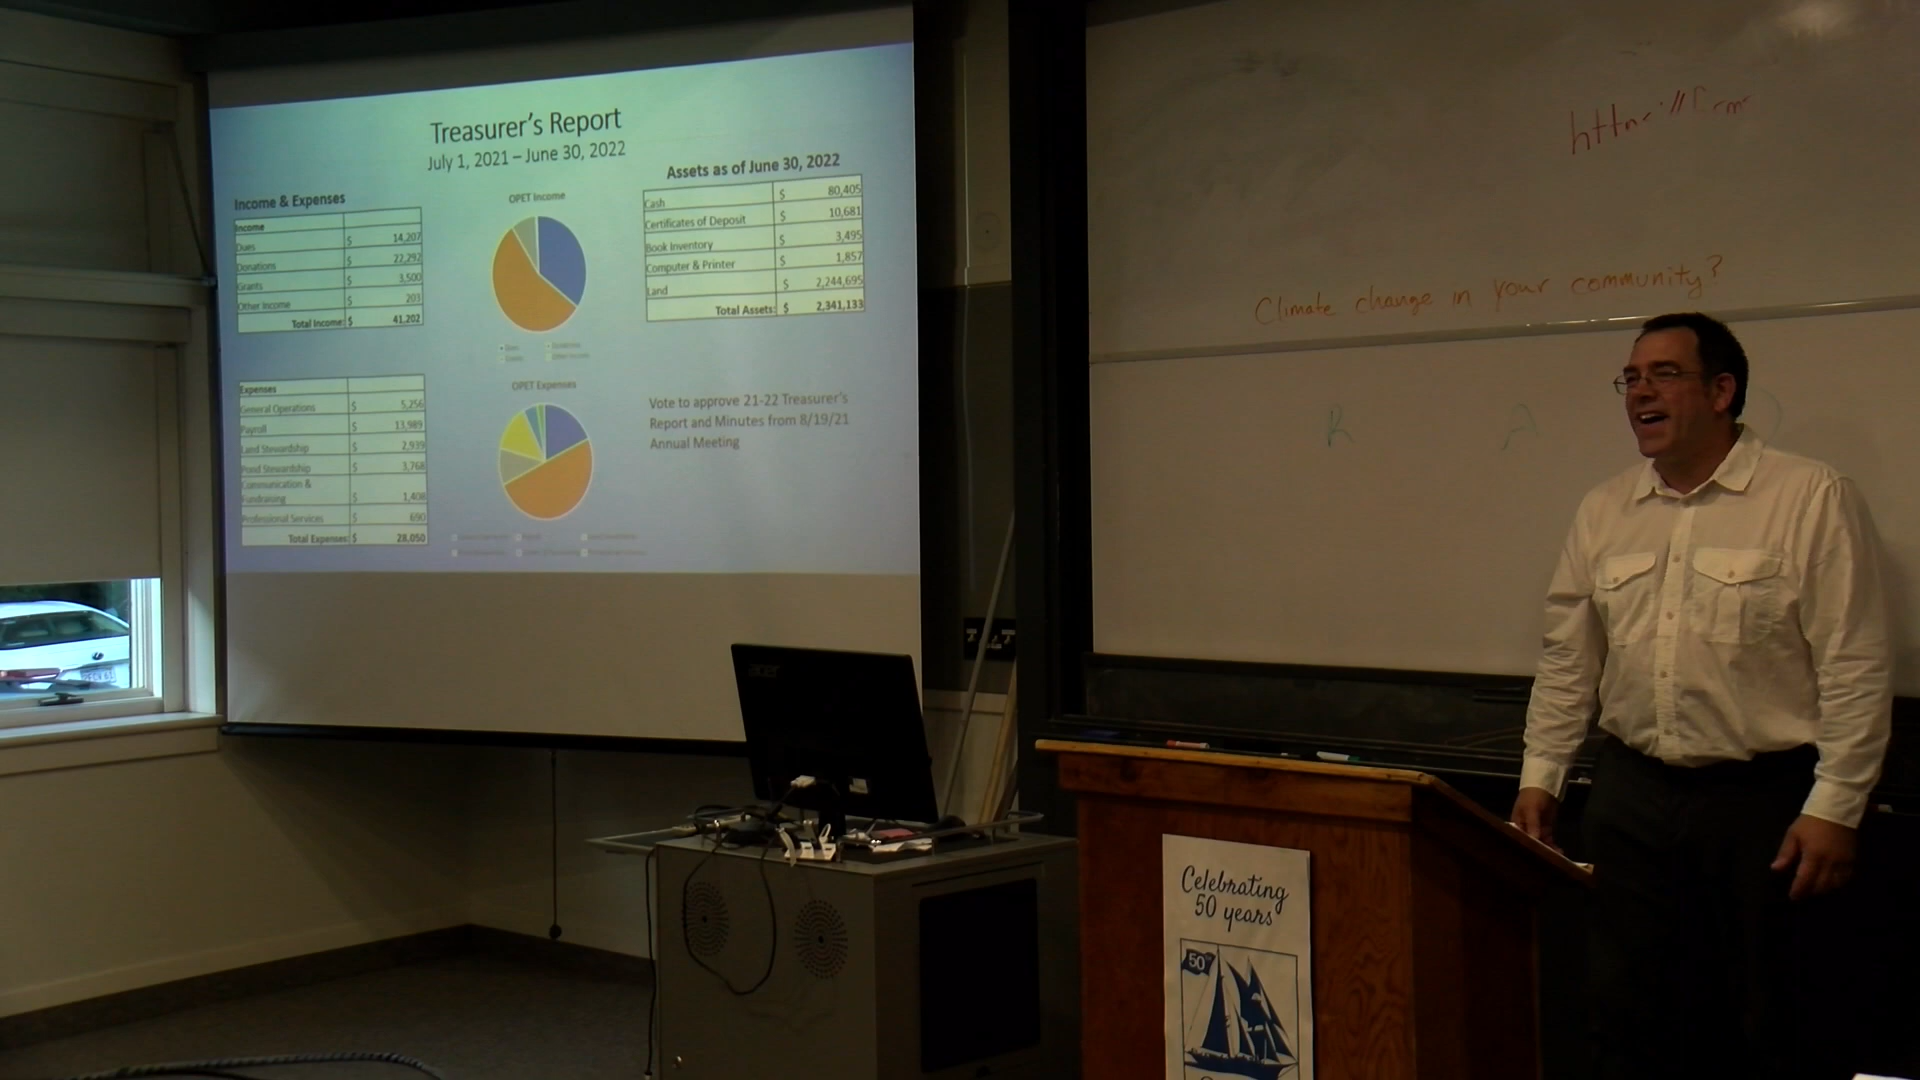 Treasurer's Report
July 1, 2021 – June 30, 2022
Income & Expenses
Income
Dues $ 14,207
Donations $ 22,292
Grants $ 3,500
Other Income $ 203
Total Income: $ 41,202
OPET Income
Assets as of June 30, 2022
Cash $ 80,405
Certificates of Deposit $ 10,681
Book Inventory $ 3,495
Computer & Printer $ 1,857
Land $ 2,244,695
Total Assets: $ 2,341,133
Expenses
General Operations $ 5,256
Payroll $ 13,989
Land Stewardship $ 2,939
Pond Stewardship $ 3,768
Communication &
Fundraising $ 1,408
Professional Services $ 690
Total Expenses: $ 28,050
OPET Expenses
Vote to approve 21-22 Treasurer's
Report and Minutes from 8/19/21
Annual Meeting
Climate change in your community?
acer
Celebrating
50 years
50